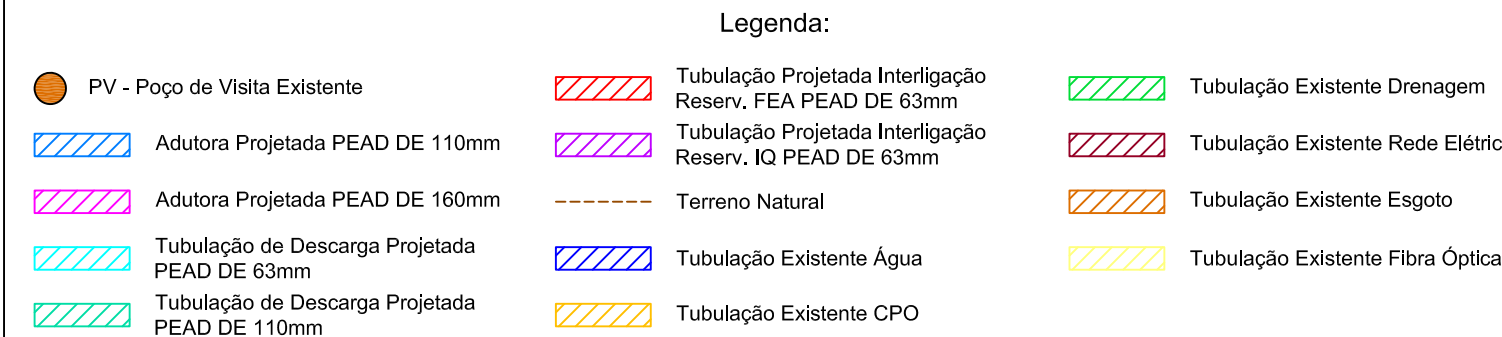 Legenda:
PV - Poço de Visita Existente
Adutora Projetada PEAD DE 110mm
Adutora Projetada PEAD DE 160mm
Tubulação de Descarga Projetada
PEAD DE 63mm
Tubulação de Descarga Projetada
PEAD DE 110mm
Tubulação Projetada Interligação
Reserv. FEA PEAD DE 63mm
Tubulação Projetada Interligação
Reserv. IQ PEAD DE 63mm
Terreno Natural
Tubulação Existente Água
Tubulação Existente CPO
Tubulação Existente Drenagem
Tubulação Existente Rede Elétric
Tubulação Existente Esgoto
Tubulação Existente Fibra Óptica